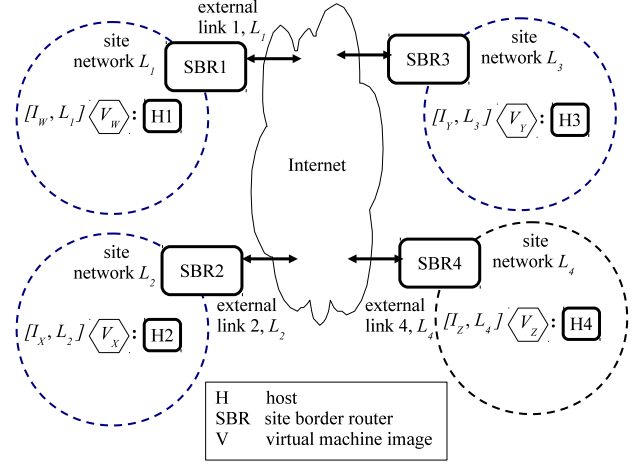 external
link 1, L1
SBR1
site
network L1
[IW, L1] VW : H1
SBR3
site
network L3
[IY, L3] VY : H3
Internet
site
network L2
SBR2
external
link 2, L2
[IX, L2] VX : H2
SBR4
site
network L4
external
link 4, L4
[IZ, L4] VZ : H4
H host
SBR site border router
V virtual machine image